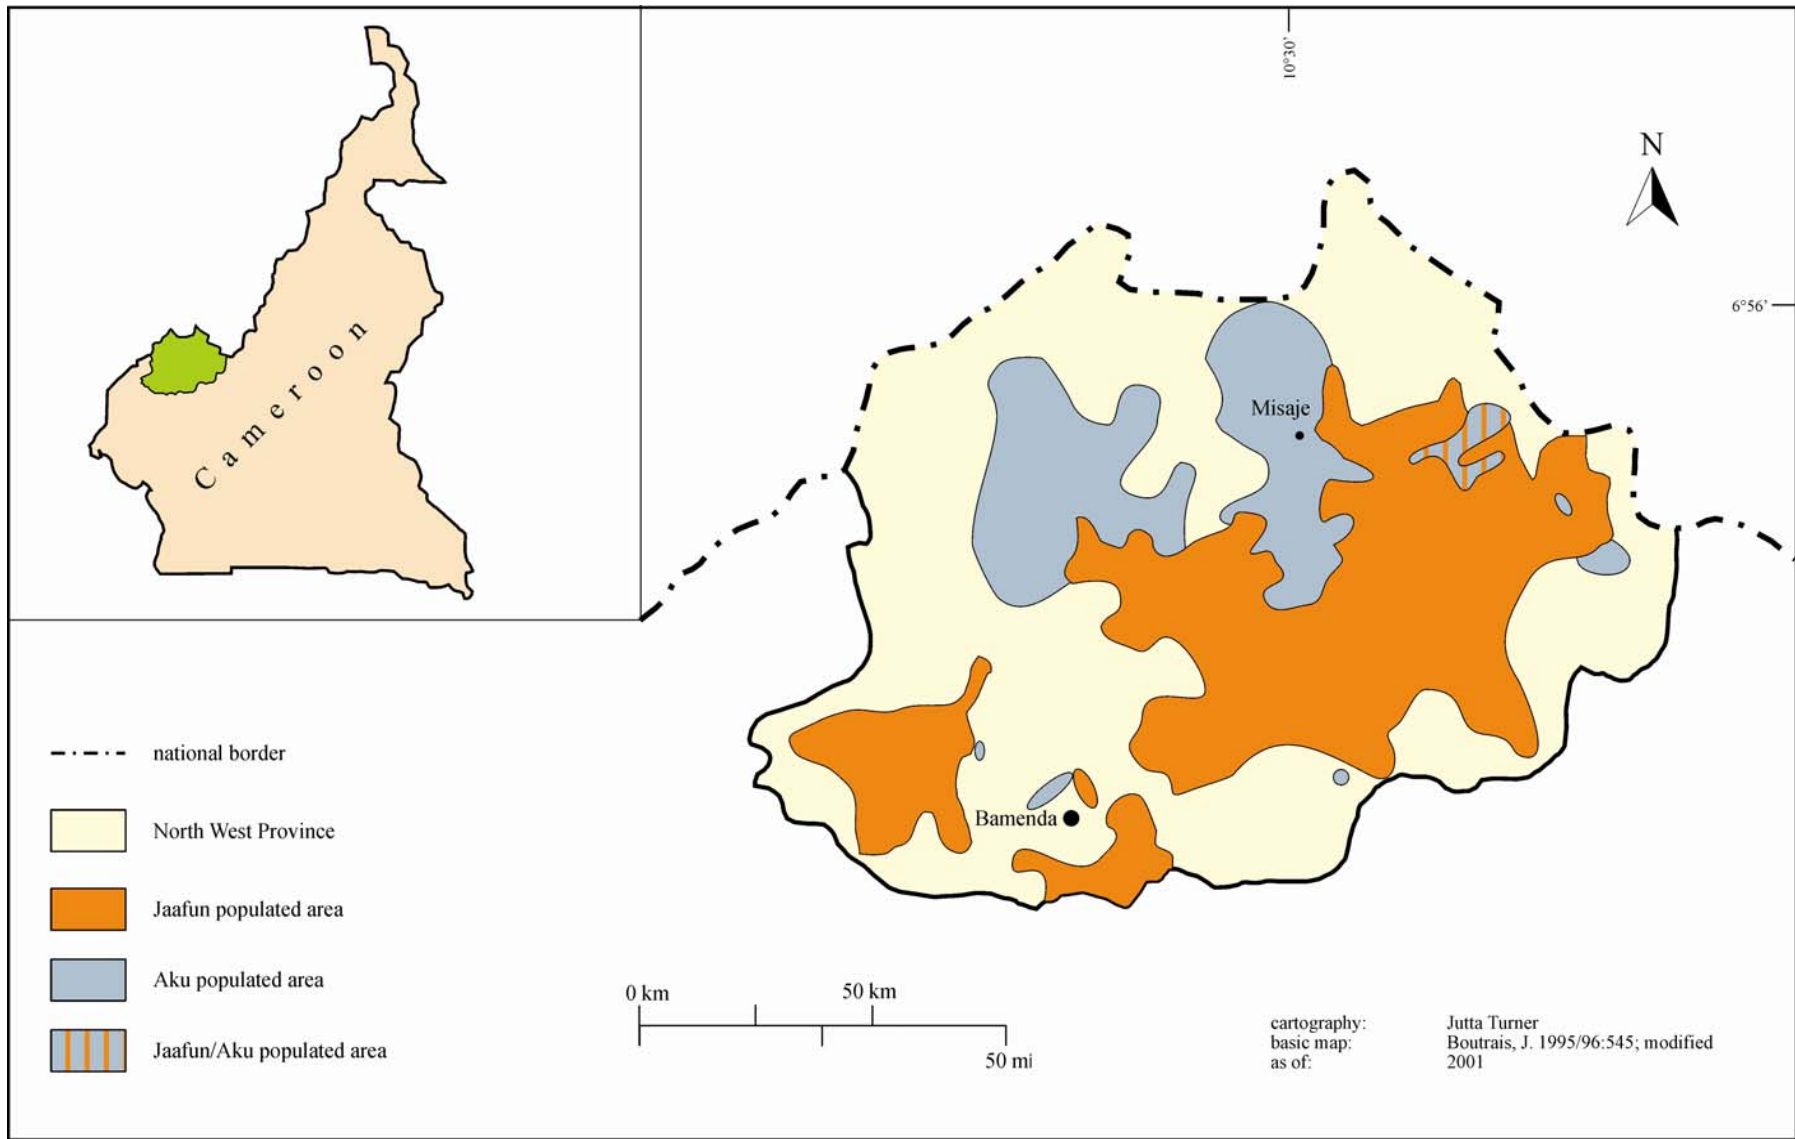 10°30'
N
6°56'
Cameroon
Misaje
Bamenda
national border
North West Province
Jaafun populated area
Aku populated area
Jaafun/Aku populated area
0 km
50 km
50 mi
cartography: Jutta Turner
basic map: Boutrais, J. 1995/96:545; modified
as of: 2001